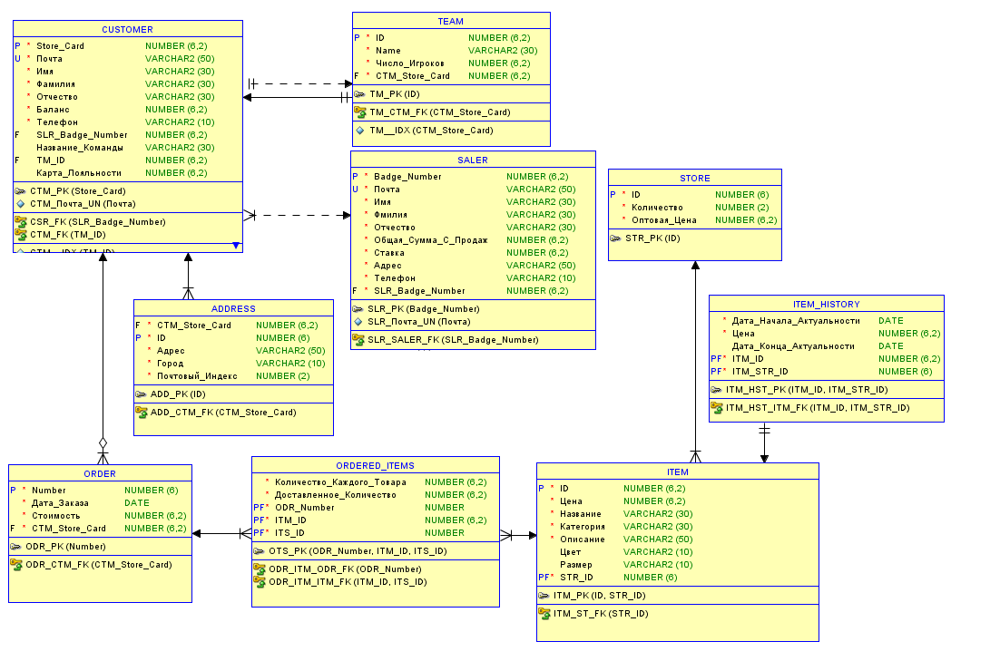 CUSTOMER
P * Store_Card NUMBER (6,2)
U * Почта VARCHAR2 (50)
* Имя VARCHAR2 (30)
* Фамилия VARCHAR2 (30)
* Отчество VARCHAR2 (30)
* Баланс NUMBER (6,2)
* Телефон VARCHAR2 (10)
F SLR_Badge_Number NUMBER (6,2)
Название_Команды VARCHAR2 (30)
F TM_ID NUMBER (6,2)
Карта_Лояльности NUMBER (6,2)
CTM_PK (Store_Card)
CTM_Почта_UN (Почта)
CSR_FK (SLR_Badge_Number)
CTM_FK (TM_ID)
CTM__IDX (TM_ID)
TEAM
P * ID NUMBER (6,2)
* Name VARCHAR2 (30)
* Число_Игроков NUMBER (6,2)
F * CTM_Store_Card NUMBER (6,2)
TM_PK (ID)
TM_CTM_FK (CTM_Store_Card)
TM__IDX (CTM_Store_Card)
SALER
P * Badge_Number NUMBER (6,2)
U * Почта VARCHAR2 (50)
* Имя VARCHAR2 (30)
* Фмилия VARCHAR2 (30)
* Отчество VARCHAR2 (30)
* Общая_Сумма_С_Продаж NUMBER (6,2)
* Ставка NUMBER (6,2)
* Адрес VARCHAR2 (50)
* Телефон VARCHAR2 (10)
F * SLR_Badge_Number NUMBER (6,2)
SLR_PK (Badge_Number)
SLR_Почта_UN (Почта)
SLR_SALER_FK (SLR_Badge_Number)
STORE
P * ID NUMBER (6)
* Количество NUMBER (2)
* Оптовая_Цена NUMBER (6,2)
STR_PK (ID)
ADDRESS
F * CTM_Store_Card NUMBER (6,2)
P * ID NUMBER (6)
* Адрес VARCHAR2 (50)
* Город VARCHAR2 (10)
* Почтовый_Индекс NUMBER (2)
ADD_PK (ID)
ADD_CTM_FK (CTM_Store_Card)
ITEM_HISTORY
* Дата_Начала_Актуальности DATE
* Цена NUMBER (6,2)
Дата_Конца_Актуальности DATE
PF* ITM_ID NUMBER (6,2)
PF* ITM_STR_ID NUMBER (6)
ITM_HST_PK (ITM_ID, ITM_STR_ID)
ITM_HST_ITM_FK (ITM_ID, ITM_STR_ID)
ORDER
P * Number NUMBER (6)
* Дата_Заказа DATE
* Стоимость NUMBER (6,2)
F * CTM_Store_Card NUMBER (6,2)
ODR_PK (Number)
ODR_CTM_FK (CTM_Store_Card)
ORDERED_ITEMS
* Количество_Каждого_Товара NUMBER (6,2)
* Доставленное_Количество NUMBER (6,2)
PF* ODR_Number NUMBER
PF* ITM_ID NUMBER (6,2)
PF* ITS_ID NUMBER
OTS_PK (ODR_Number, ITM_ID, ITS_ID)
ODR_ITM_ODR_FK (ODR_Number)
ODR_ITM_ITM_FK (ITM_ID, ITS_ID)
ITEM
P * ID NUMBER (6,2)
* Цена NUMBER (6,2)
* Название VARCHAR2 (30)
* Категория VARCHAR2 (30)
* Описание VARCHAR2 (50)
Цвет VARCHAR2 (10)
Размер VARCHAR2 (10)
PF* STR_ID NUMBER (6)
ITM_PK (ID, STR_ID)
ITM_ST_FK (STR_ID)